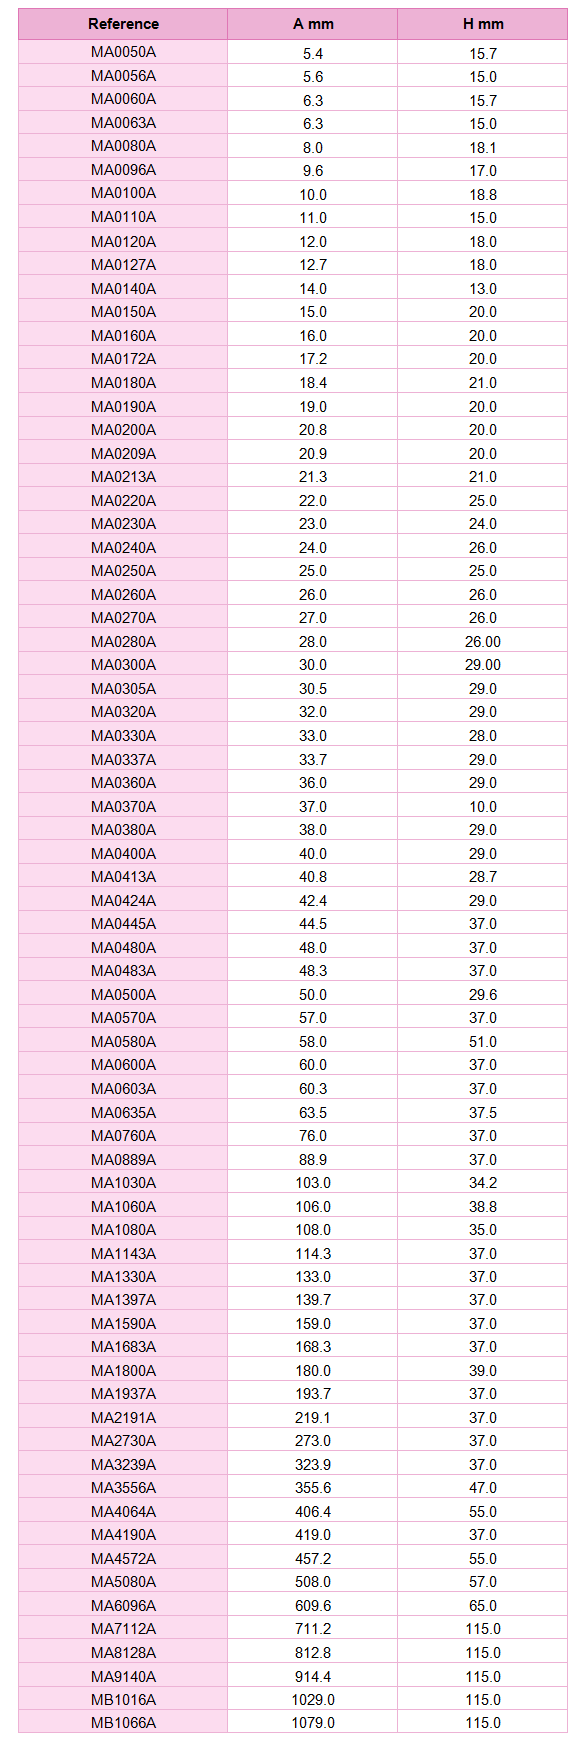 Reference A mm H mm
MA0050A 5.4 15.7
MA0056A 5.6 15.0
MA0060A 6.3 15.7
MA0063A 6.3 15.0
MA0080A 8.0 18.1
MA0096A 9.6 17.0
MA0100A 10.0 18.8
MA0110A 11.0 15.0
MA0120A 12.0 18.0
MA0127A 12.7 18.0
MA0140A 14.0 13.0
MA0150A 15.0 20.0
MA0160A 16.0 20.0
MA0172A 17.2 20.0
MA0180A 18.4 21.0
MA0190A 19.0 20.0
MA0200A 20.8 20.0
MA0209A 20.9 20.0
MA0213A 21.3 21.0
MA0220A 22.0 25.0
MA0230A 23.0 24.0
MA0240A 24.0 26.0
MA0250A 25.0 25.0
MA0260A 26.0 26.0
MA0270A 27.0 26.0
MA0280A 28.0 26.00
MA0300A 30.0 29.00
MA0305A 30.5 29.0
MA0320A 32.0 29.0
MA0330A 33.0 28.0
MA0337A 33.7 29.0
MA0360A 36.0 29.0
MA0370A 37.0 10.0
MA0380A 38.0 29.0
MA0400A 40.0 29.0
MA0413A 40.8 28.7
MA0424A 42.4 29.0
MA0445A 44.5 37.0
MA0480A 48.0 37.0
MA0483A 48.3 37.0
MA0500A 50.0 29.6
MA0570A 57.0 37.0
MA0580A 58.0 51.0
MA0600A 60.0 37.0
MA0603A 60.3 37.0
MA0635A 63.5 37.5
MA0760A 76.0 37.0
MA0889A 88.9 37.0
MA1030A 103.0 34.2
MA1060A 106.0 38.8
MA1080A 108.0 35.0
MA1143A 114.3 37.0
MA1330A 133.0 37.0
MA1397A 139.7 37.0
MA1590A 159.0 37.0
MA1683A 168.3 37.0
MA1800A 180.0 39.0
MA1937A 193.7 37.0
MA2191A 219.1 37.0
MA2730A 273.0 37.0
MA3239A 323.9 37.0
MA3556A 355.6 47.0
MA4064A 406.4 55.0
MA4190A 419.0 37.0
MA4572A 457.2 55.0
MA5080A 508.0 57.0
MA6096A 609.6 65.0
MA7112A 711.2 115.0
MA8128A 812.8 115.0
MA9140A 914.4 115.0
MB1016A 1029.0 115.0
MB1066A 1079.0 115.0